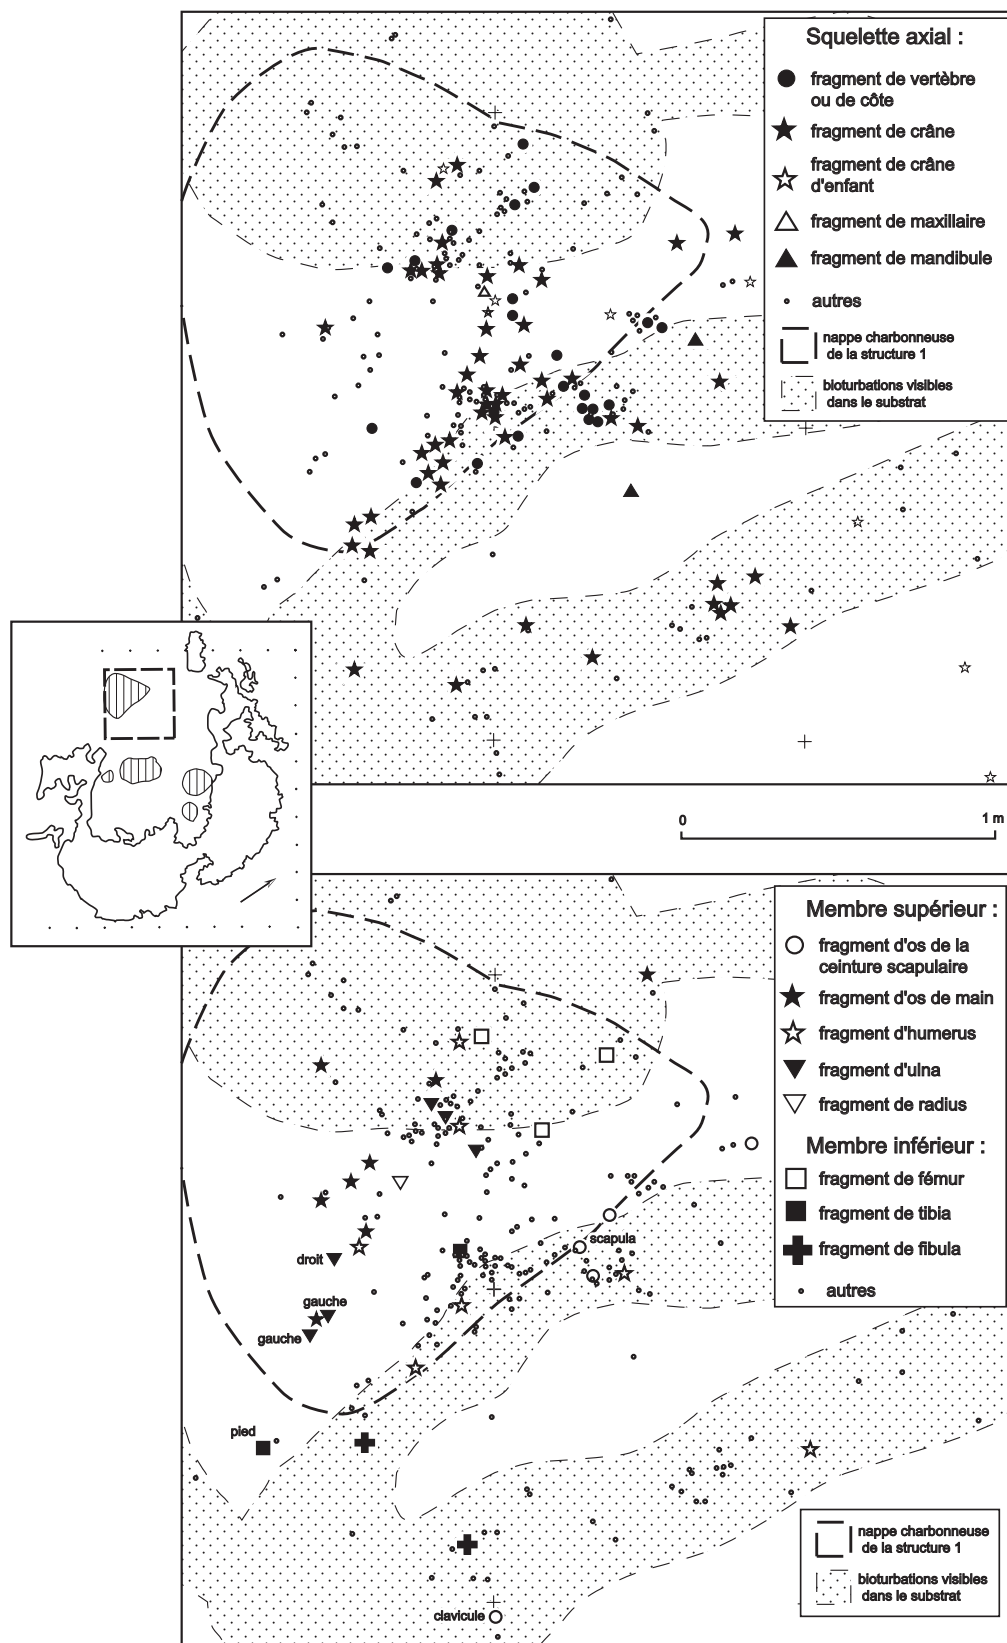 Squelette axial :
fragment de vertèbre
ou de côte
fragment de crâne
fragment de crâne
d'enfant
fragment de maxillaire
fragment de mandibule
autres
nappe charbonneuse
de la structure 1
bioturbations visibles
dans le substrat
0
1 m
Membre supérieur :
fragment d'os de la
ceinture scapulaire
fragment d'os de main
fragment d'humerus
fragment d'ulna
fragment de radius
Membre inférieur :
fragment de fémur
fragment de tibia
fragment de fibula
autres
scapula
droit
gauche
gauche
pied
clavicule
nappe charbonneuse
de la structure 1
bioturbations visibles
dans le substrat